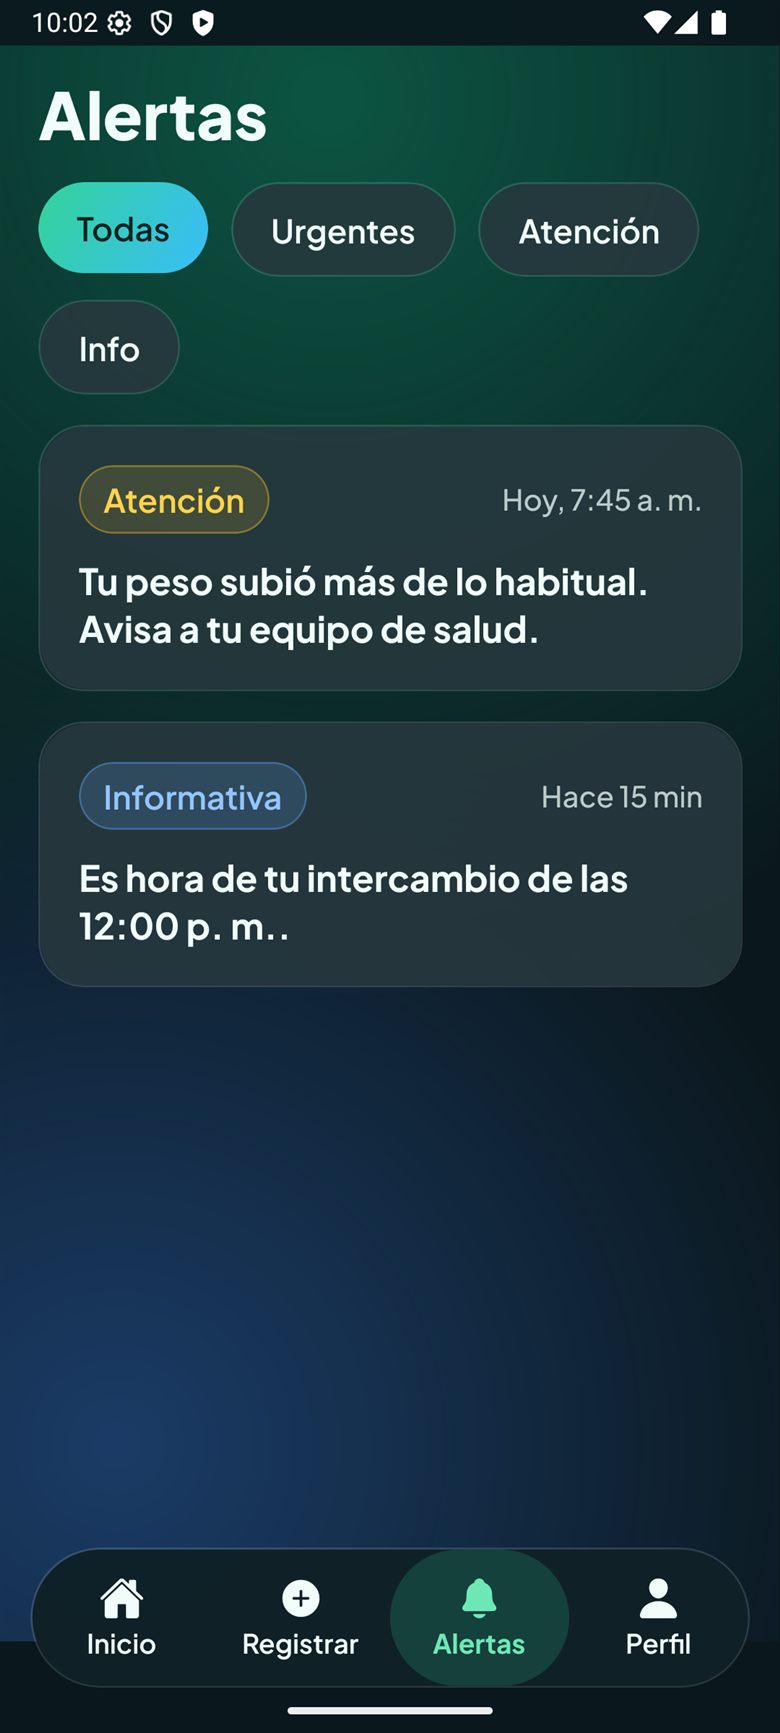 10:02
Alertas
Todas
Urgentes
Atención
Info
Atención
Hoy, 7:45 a. m.
Tu peso subió más de lo habitual.
Avisa a tu equipo de salud.
Informativa
Hace 15 min
Es hora de tu intercambio de las
12:00 p. m..
Inicio
Registrar
Alertas
Perfil